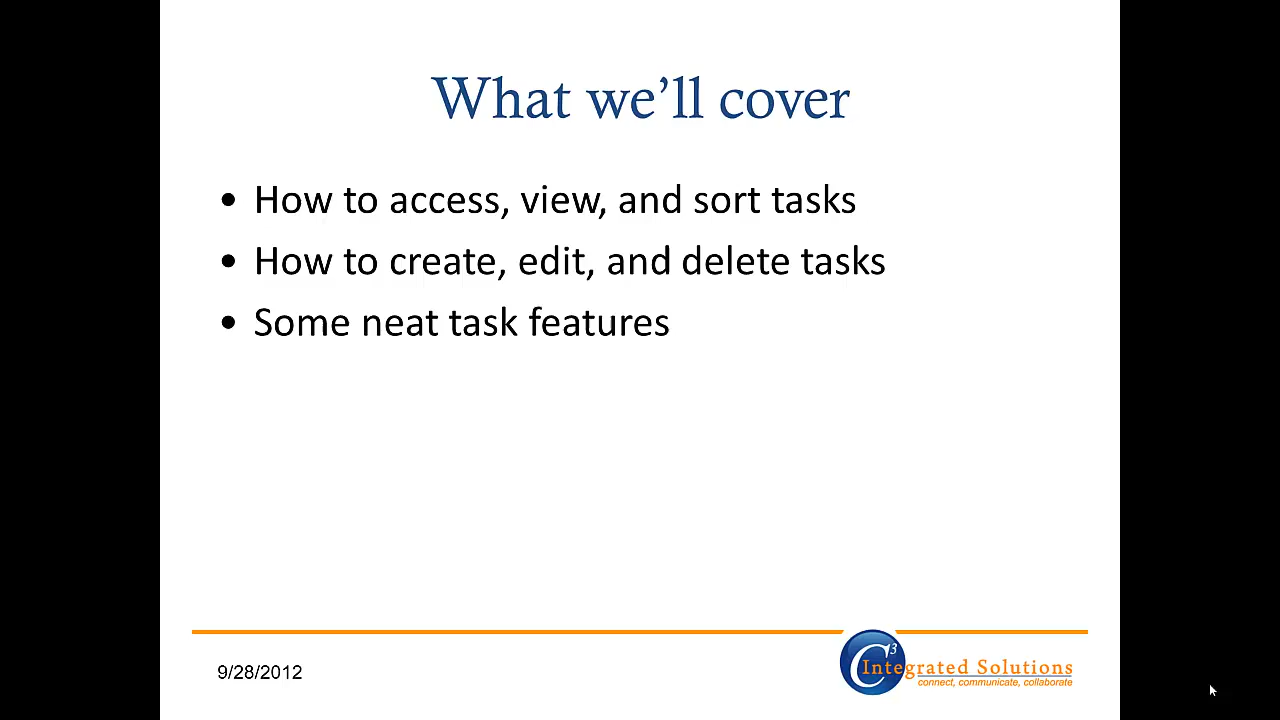 What we’ll cover
• How to access, view, and sort tasks
• How to create, edit, and delete tasks
• Some neat task features
9/28/2012
C3 Integrated Solutions
connect, communicate, collaborate